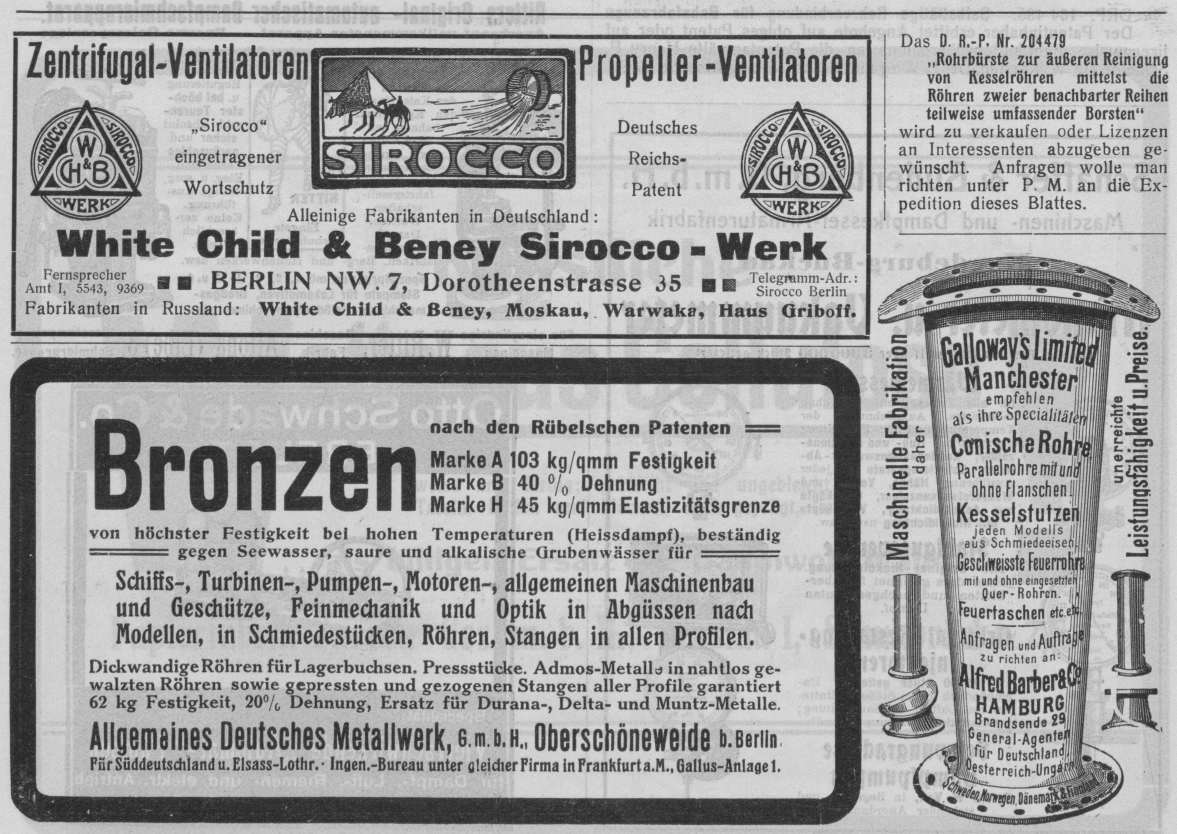 Zentrifugal-Ventilatoren
Propeller-Ventilatoren
SIROCCO
SIROCCO
W
CH&B
WERK
„Sirocco“
eingetragener
Wortschutz
SIROCCO
Deutsches
Reichs-
Patent
SIROCCO
SIROCCO
W
CH&B
WERK
Alleinige Fabrikanten in Deutschland:
White Child & Beney Sirocco-Werk
Fernsprecher
Amt I, 5543, 9369
BERLIN NW 7, Dorotheenstrasse 35
Telegramm-Adr.:
Sirocco Berlin
Fabrikanten in Russland: White Child & Beney, Moskau, Warwaka, Haus Griboff.
Das D. R.-P. Nr. 204479
„Rohrbürste zur äußeren Reinigung
von Kesselröhren mittelst die
Röhren zweier benachbarter Reihen
teilweise umfassender Borsten“
wird zu verkaufen oder Lizenzen
an Interessenten abzugeben ge-
wünscht. Anfragen wolle man
richten unter P. M. an die Ex-
pedition dieses Blattes.
Bronzen
nach den Rübelschen Patenten
Marke A 103 kg/qmm Festigkeit
Marke B 40 % Dehnung
Marke H 45 kg/qmm Elastizitätsgrenze
von höchster Festigkeit bei hohen Temperaturen (Heissdampf), beständig
gegen Seewasser, saure und alkalische Grubenwässer für
Schiffs-, Turbinen-, Pumpen-, Motoren-, allgemeinen Maschinenbau
und Geschütze, Feinmechanik und Optik in Abgüssen nach
Modellen, in Schmiedestücken, Röhren, Stangen in allen Profilen.
Dickwandige Röhren für Lagerbuchsen. Pressstücke. Admos-Metalle in nahtlos ge-
walzten Röhren sowie gepressten und gezogenen Stangen aller Profile garantiert
62 kg Festigkeit, 20% Dehnung, Ersatz für Durana-, Delta- und Muntz-Metalle.
Allgemeines Deutsches Metallwerk, G.m.b.H., Oberschöneweide b. Berlin.
Für Süddeutschland u. Elsass-Lothr.: Ingen.-Bureau unter gleicher Firma in Frankfurt a. M., Gallus-Anlage 1.
Maschinelle Fabrikation
daher
Galloway's Limited
Manchester
empfehlen
als ihre Specialitäten
Conische Rohre
Parallelrohre mit und
ohne Flanschen!
Kesselstutzen
jeden Modells
aus Schmiedeeisen.
Geschweisste Feuerrohre
mit und ohne eingesetzten
Quer-Rohren.
Feuertaschen etc. etc.
Anfragen und Aufträge
zu richten an:
Alfred Barber & Co
HAMBURG
Brandsende 29
General-Agenten
für Deutschland
Oesterreich-Ungarn
Schweden, Norwegen, Dänemark & Finnland
unerreichte
Leistungsfähigkeit u. Preise.